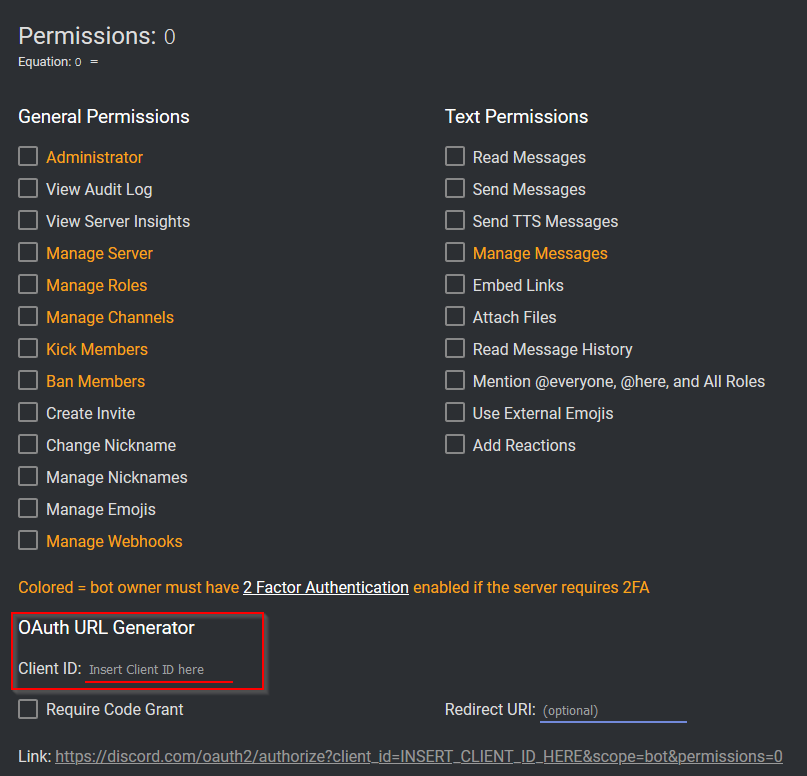 Permissions: 0
Equation: 0 =
General Permissions
Administrator
View Audit Log
View Server Insights
Manage Server
Manage Roles
Manage Channels
Kick Members
Ban Members
Create Invite
Change Nickname
Manage Nicknames
Manage Emojis
Manage Webhooks
Text Permissions
Read Messages
Send Messages
Send TTS Messages
Manage Messages
Embed Links
Attach Files
Read Message History
Mention @everyone, @here, and All Roles
Use External Emojis
Add Reactions
Colored = bot owner must have 2 Factor Authentication enabled if the server requires 2FA
OAuth URL Generator
Client ID: Insert Client ID here
Require Code Grant
Redirect URI: (optional)
Link: https://discord.com/oauth2/authorize?client_id=INSERT_CLIENT_ID_HERE&scope=bot&permissions=0